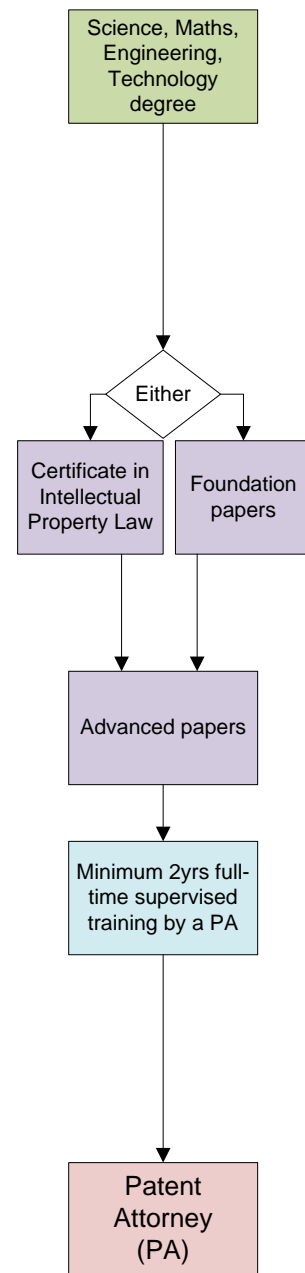 Science, Maths,
Engineering,
Technology
degree
Either
Certificate in
Intellectual
Property Law
Foundation
papers
Advanced papers
Minimum 2yrs full-
time supervised
training by a PA
Patent
Attorney
(PA)